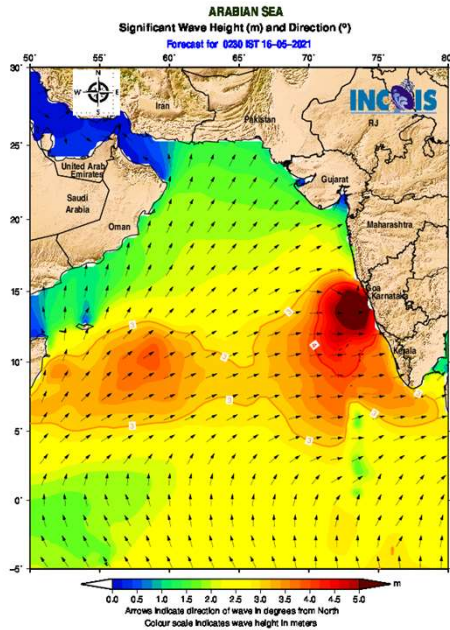 ARABIAN SEA
Significant Wave Height (m) and Direction (º)
Forecast for 0230 IST 16-05-2021
50˚ 55˚ 60˚ 65˚ 70˚ 75˚ 80
30˚
N
W E
S
Iran
Pakistan
INCOIS
RJ
25˚
United Arab
Emirates
Gujarat
Saudi
Arabia
20˚
Oman
Maharashtra
15˚
Goa
Karnataka
10˚
Kerala
5˚
0˚
-5˚
0.0 0.5 1.0 1.5 2.0 2.5 3.0 3.5 4.0 4.5 5.0 m
Arrows indicate direction of wave in degrees from North
Colour scale indicates wave height in meters